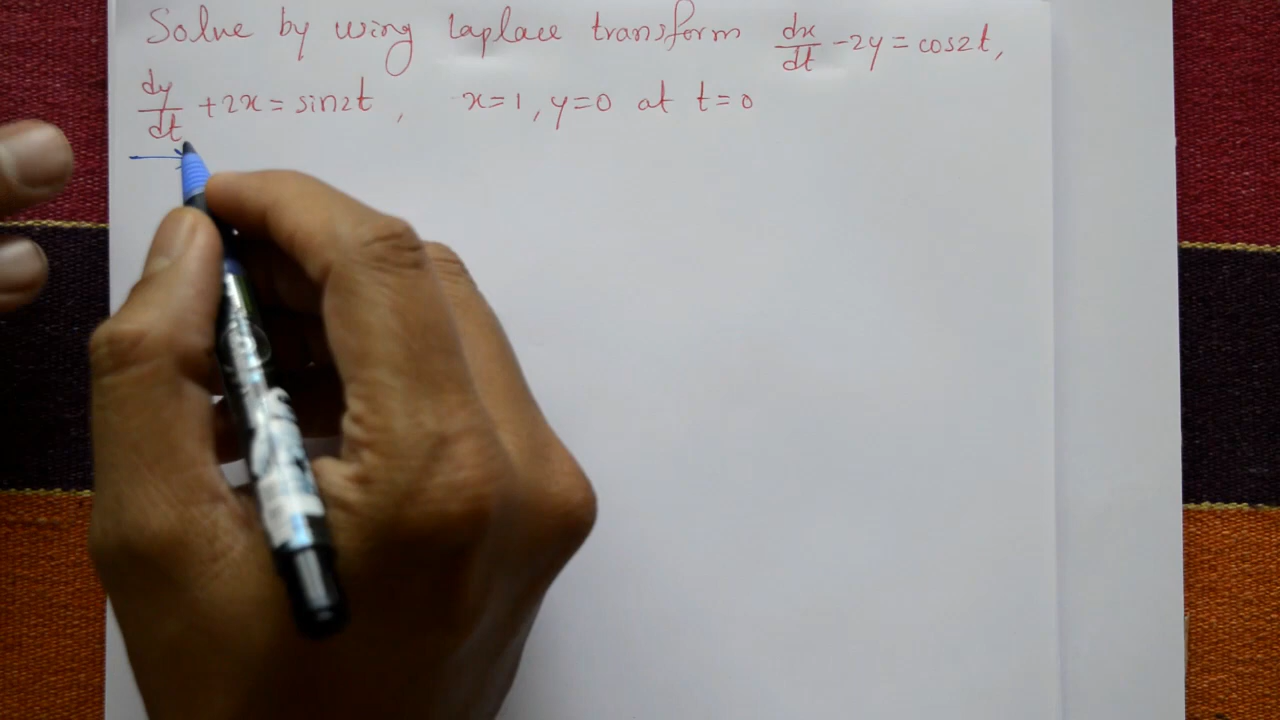 Solve by using laplace transform dx/dt - 2y = cos2t,
dy/dt + 2x = sin2t, x=1, y=0 at t=0